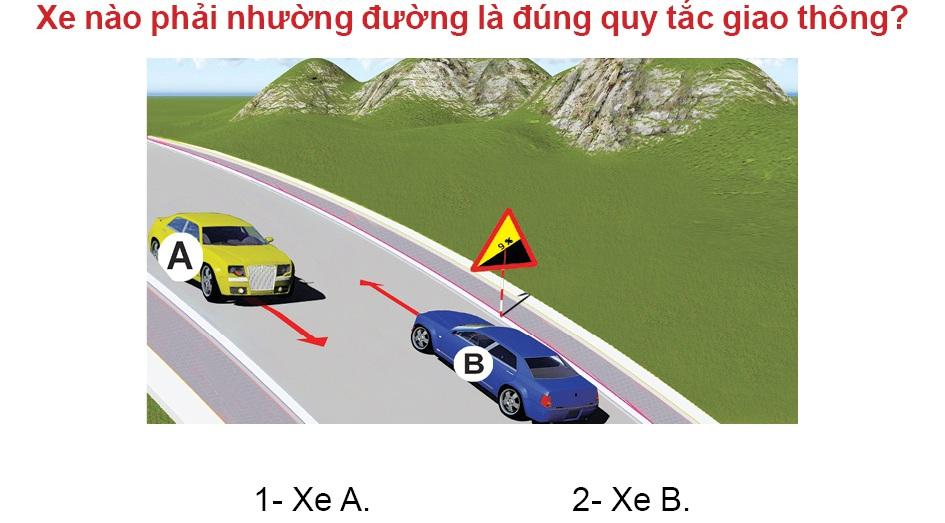 Xe nào phải nhường đường là đúng quy tắc giao thông?
A
9 %
B
1- Xe A.
2- Xe B.